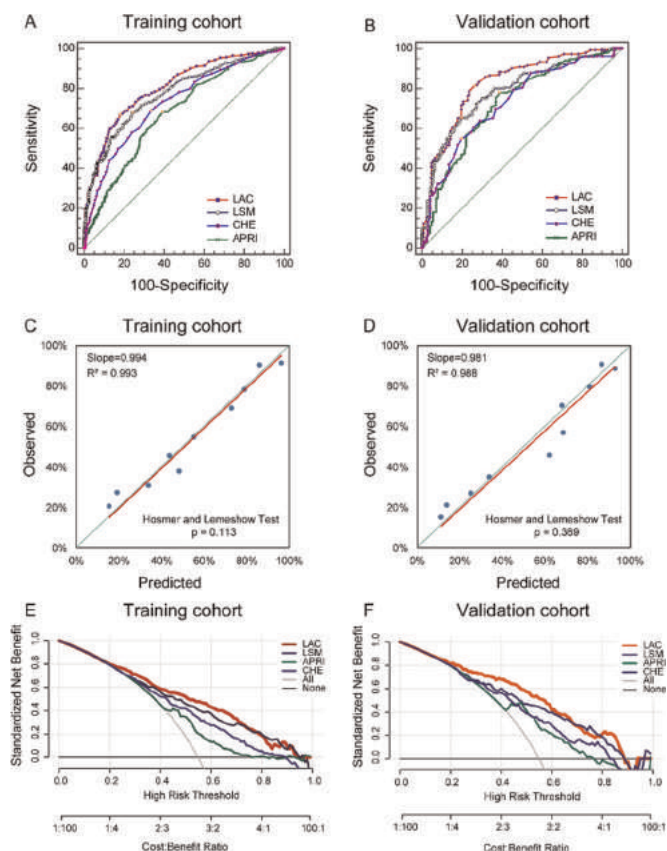 A
Training cohort
Sensitivity
100
80
60
40
20
0
LAC
LSM
CHE
APRI
0 20 40 60 80 100
100-Specificity
B
Validation cohort
Sensitivity
100
80
60
40
20
0
LAC
LSM
CHE
APRI
0 20 40 60 80 100
100-Specificity
C
Training cohort
Observed
100%
80%
60%
40%
20%
0%
Slope=0.994
R² = 0.993
Hosmer and Lemeshow Test
p = 0.113
0% 20% 40% 60% 80% 100%
Predicted
D
Validation cohort
Observed
100%
80%
60%
40%
20%
0%
Slope=0.981
R² = 0.988
Hosmer and Lemeshow Test
p = 0.389
0% 20% 40% 60% 80% 100%
Predicted
E
Training cohort
Standardized Net Benefit
1.0
0.8
0.6
0.4
0.2
0.0
LAC
LSM
APRI
CHE
All
None
0.0 0.2 0.4 0.6 0.8 1.0
High Risk Threshold
1:100 1:4 2:3 3:2 4:1 100:1
Cost:Benefit Ratio
F
Validation cohort
Standardized Net Benefit
1.0
0.8
0.6
0.4
0.2
0.0
LAC
LSM
APRI
CHE
All
None
0.0 0.2 0.4 0.6 0.8 1.0
High Risk Threshold
1:100 1:4 2:3 3:2 4:1 100:1
Cost:Benefit Ratio